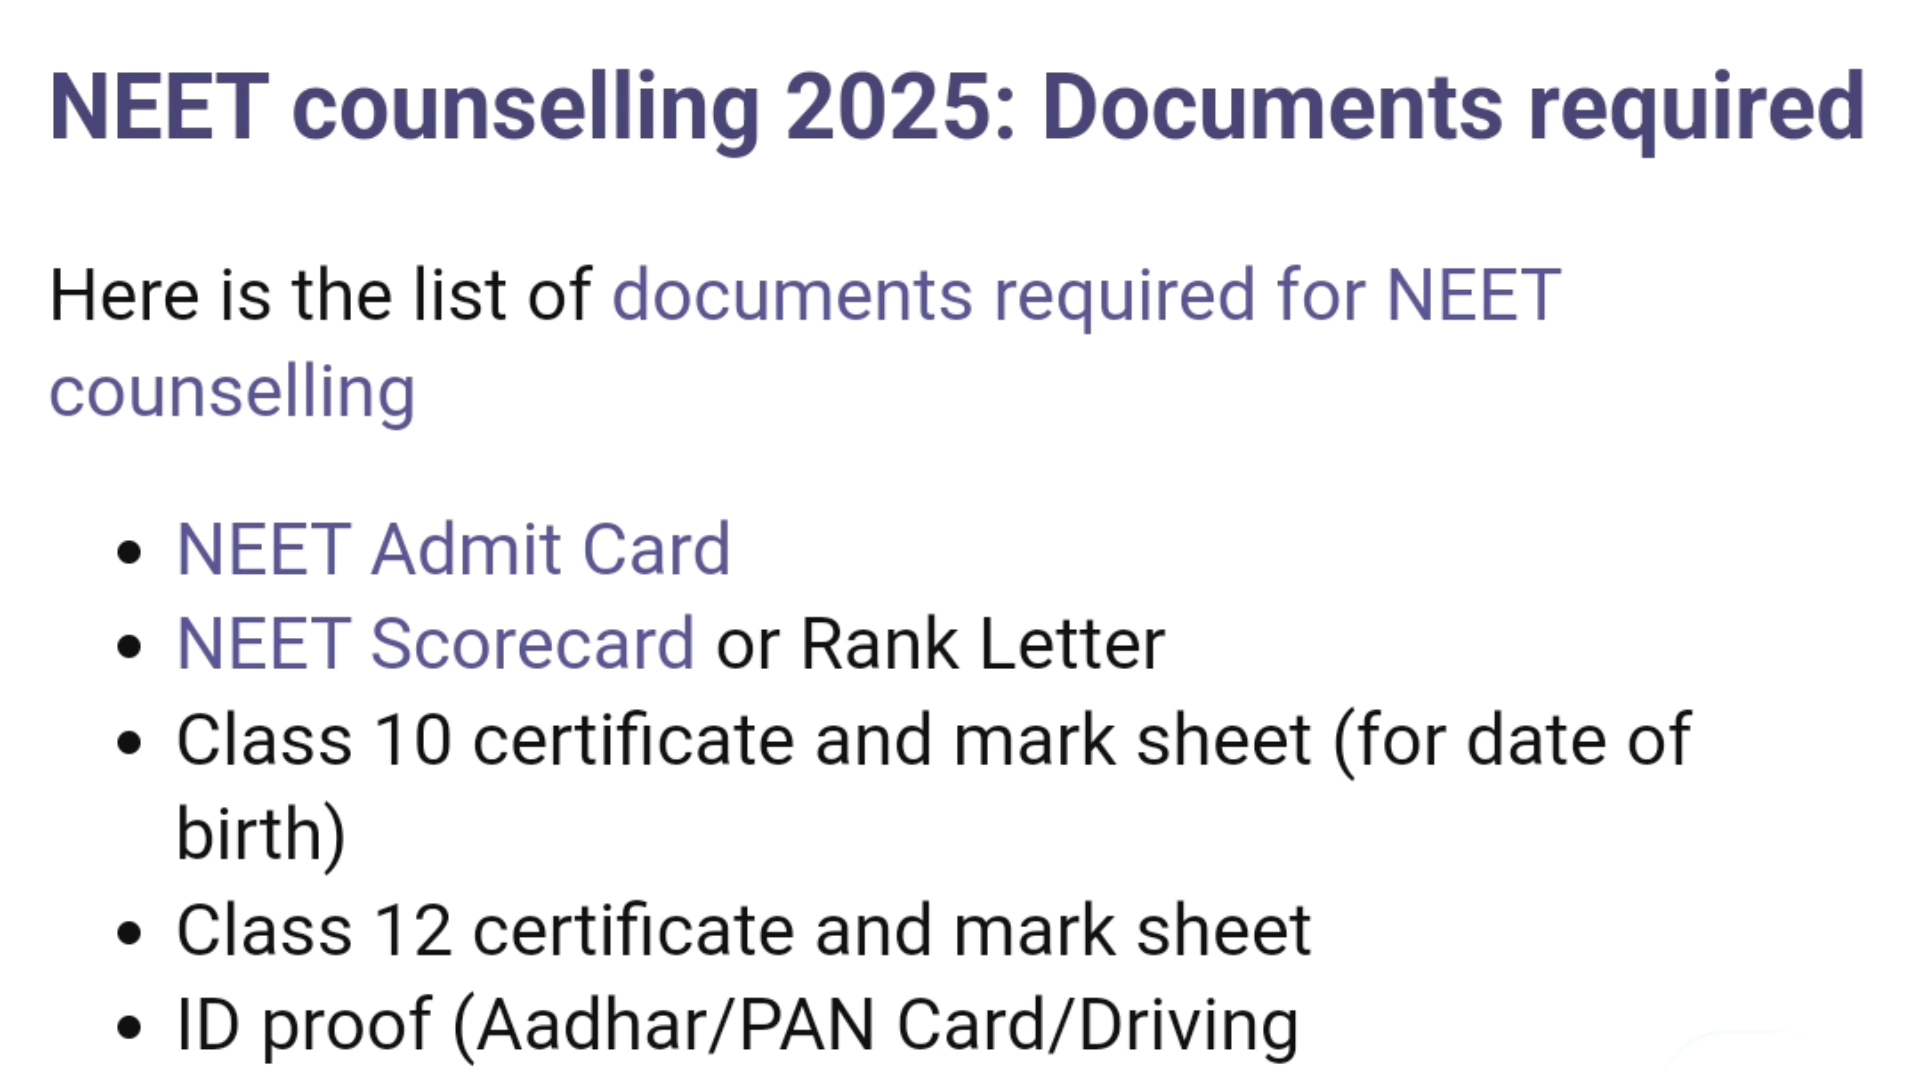 NEET counselling 2025: Documents required
Here is the list of documents required for NEET
counselling
• NEET Admit Card
• NEET Scorecard or Rank Letter
• Class 10 certificate and mark sheet (for date of
birth)
• Class 12 certificate and mark sheet
• ID proof (Aadhar/PAN Card/Driving